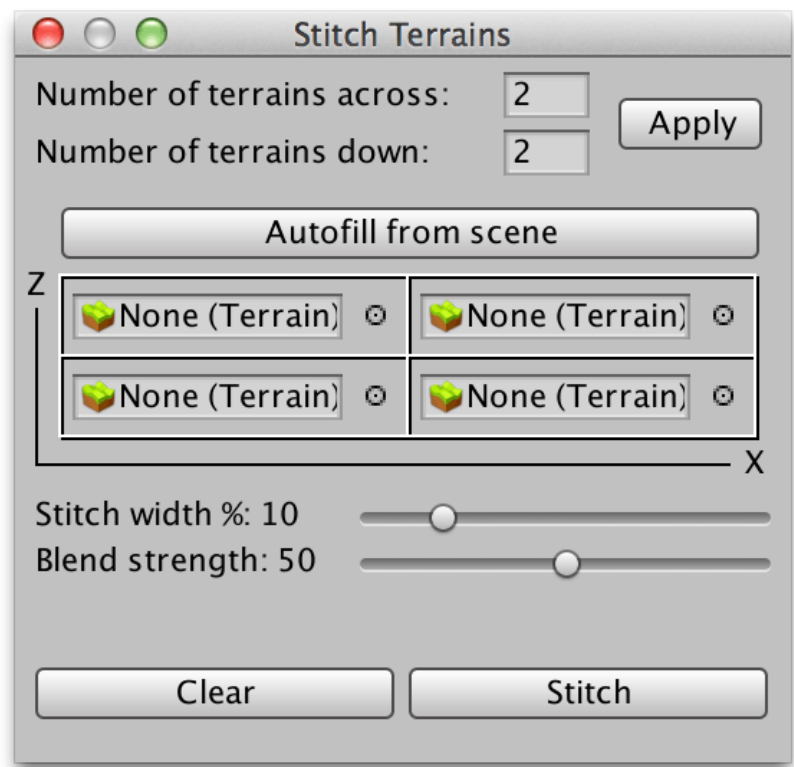 Stitch Terrains
Number of terrains across: 2
Apply
Number of terrains down: 2
Autofill from scene
Z
None (Terrain) None (Terrain)
None (Terrain) None (Terrain)
X
Stitch width %: 10
Blend strength: 50
Clear Stitch